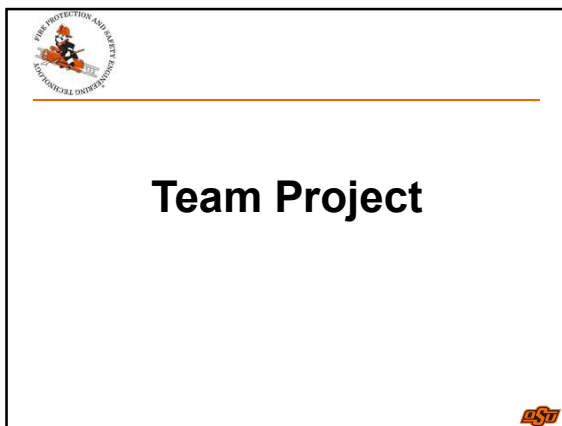 FIRE PROTECTION AND SAFETY ENGINEERING TECHNOLOGY
Team Project
OSU